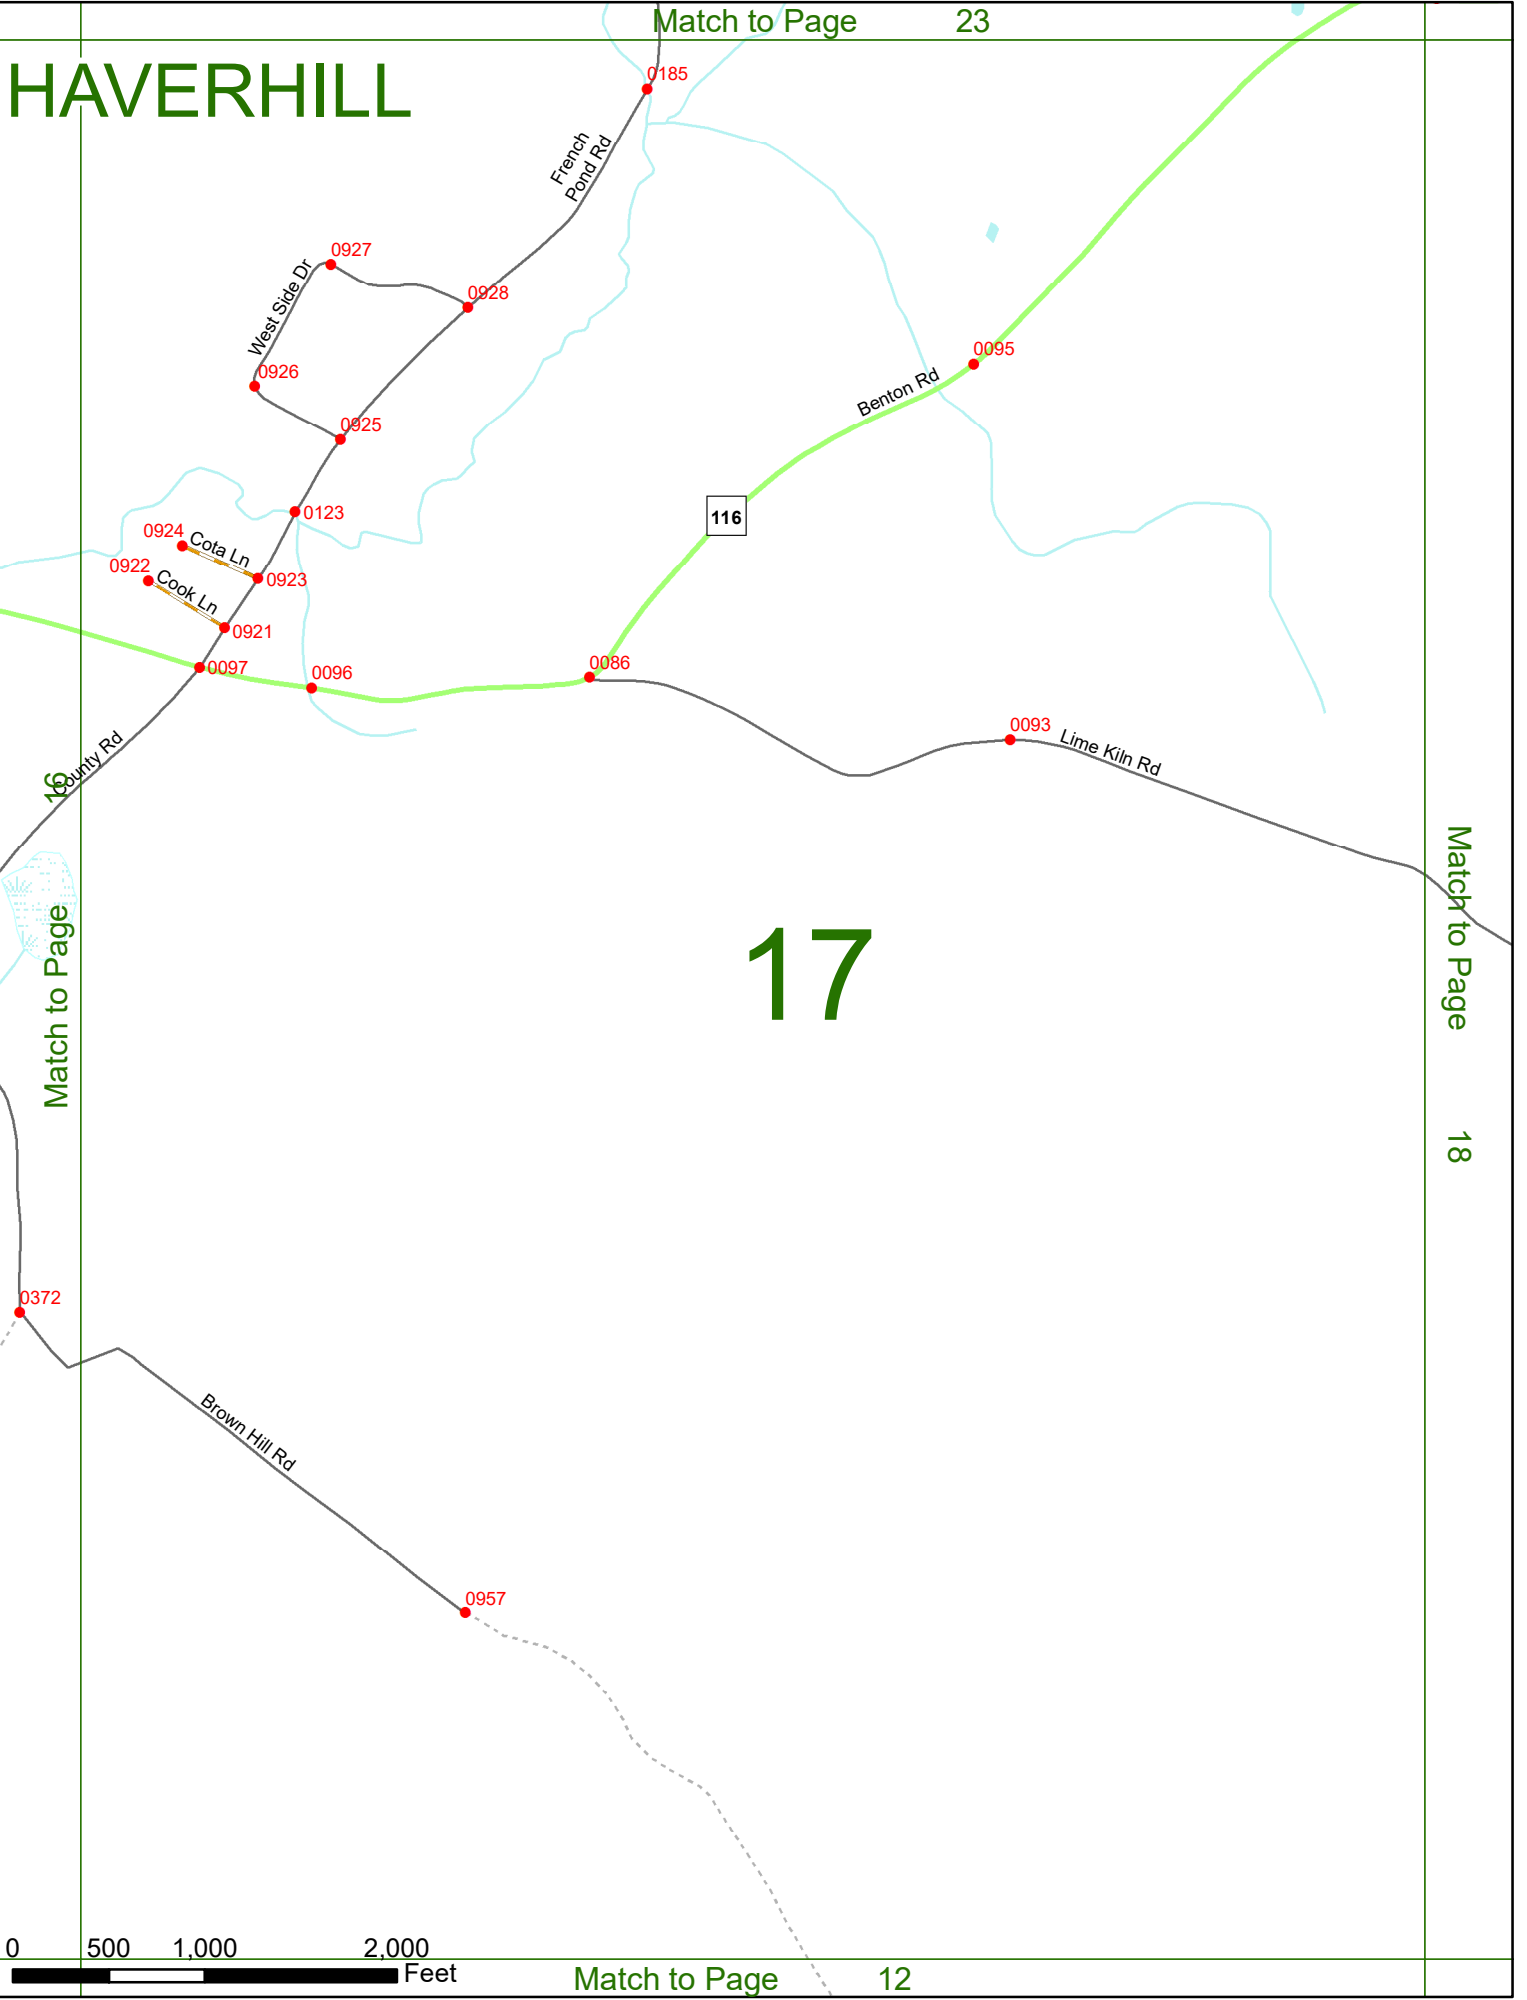 Match to Page 23
HAVERHILL
0185
French
Pond Rd
0927
West Side Dr
0928
0926
0095
Benton Rd
0925
116
0123
0924
Cota Ln
0922
Cook Ln
0923
0921
0097
0096
0086
0093
Lime Kiln Rd
County Rd
Match to Page 16
17
Match to Page 18
0372
Brown Hill Rd
0957
0 500 1,000 2,000
Feet
Match to Page 12